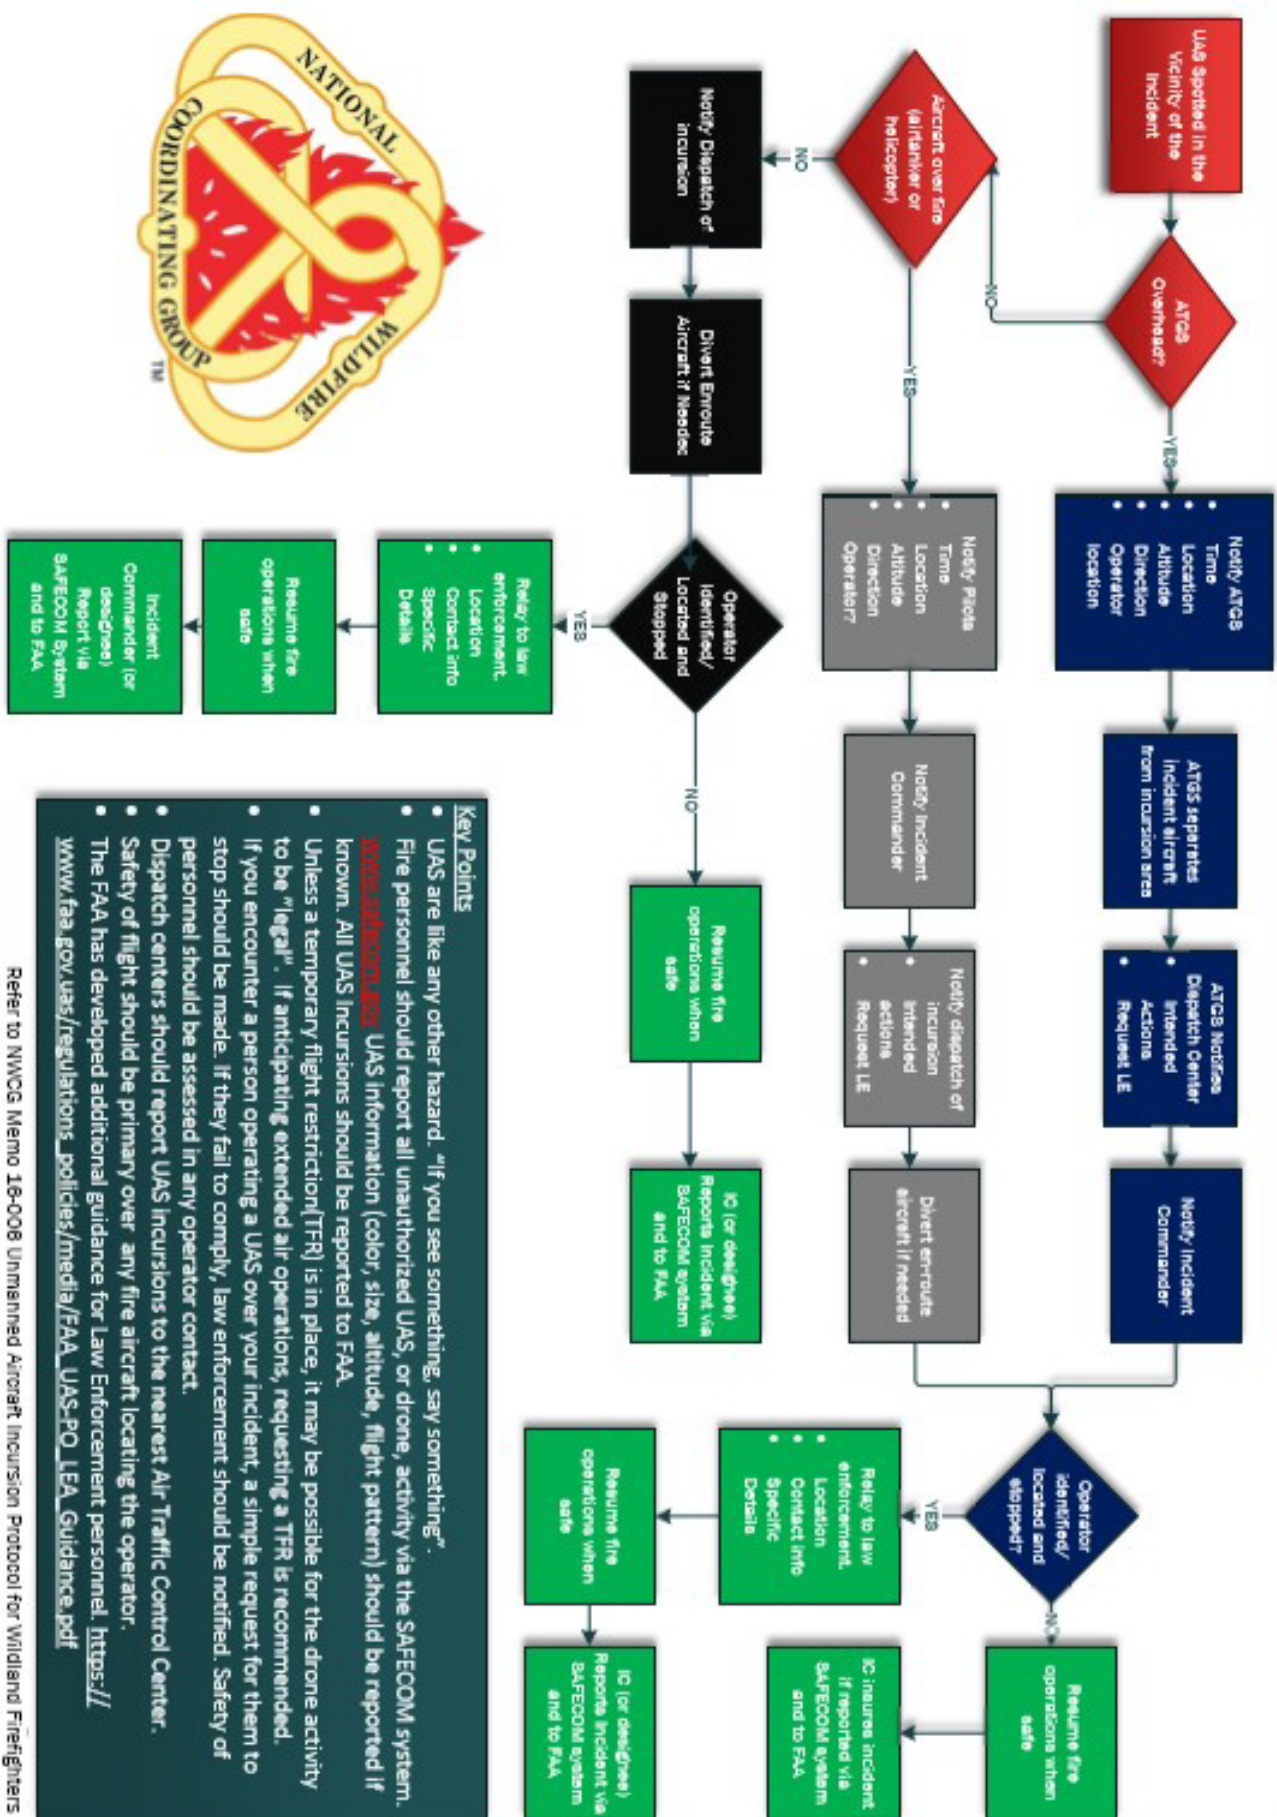 UAS Spotted in the
Vicinity of the
Incident
ATGS
Overhead?
YES
NO
Notify ATGS
• Time
• Location
• Altitude
• Direction
• Operator
location
ATGS separates
incident aircraft
from incursion area
ATGS Notifies
Dispatch Center
• Intended
Actions
• Request LE
Notify Incident
Commander
Aircraft over fire
(airtanker or
helicopter)
YES
NO
Notify Pilots
• Time
• Location
• Altitude
• Direction
Operator?
Notify Incident
Commander
Notify dispatch of
incursion
• Intended
actions
• Request LE
Divert en-route
aircraft if needed
Operator
identified/
located and
stopped?
NO
Resume fire
operations when
safe
IC insures incident
if reported via
SAFECOM system
and to FAA
YES
Relay to law
enforcement.
• Location
• Contact info
• Specific
Details
Resume fire
operations when
safe
IC (or designee)
Reports Incident via
SAFECOM system
and to FAA
Notify Dispatch of
incursion
Divert Enroute
Aircraft if Needed
Operator
Identified/
Located and
Stopped
NO
Resume fire
operations when
safe
IC (or designee)
Reports Incident via
SAFECOM system
and to FAA
YES
Relay to law
enforcement.
• Location
• Contact info
• Specific
Details
Resume fire
operations when
safe
Incident
Commander (or
designee)
Report via
SAFECOM System
and to FAA
NATIONAL
WILDFIRE
COORDINATING GROUP
TM
Key Points
• UAS are like any other hazard. "If you see something, say something".
• Fire personnel should report all unauthorized UAS, or drone, activity via the SAFECOM system.
www.safecom.gov UAS information (color, size, altitude, flight pattern) should be reported if
known. All UAS Incursions should be reported to FAA.
• Unless a temporary flight restriction(TFR) is in place, it may be possible for the drone activity
to be "legal". If anticipating extended air operations, requesting a TFR is recommended.
• If you encounter a person operating a UAS over your incident, a simple request for them to
stop should be made. If they fail to comply, law enforcement should be notified. Safety of
personnel should be assessed in any operator contact.
• Dispatch centers should report UAS incursions to the nearest Air Traffic Control Center.
• Safety of flight should be primary over any fire aircraft locating the operator.
• The FAA has developed additional guidance for Law Enforcement personnel. https://
www.faa.gov.uas/regulations_policies/media/FAA_UAS-PO_LEA_Guidance.pdf
Refer to NWCG Memo 16-008 Unmanned Aircraft Incursion Protocol for Wildland Firefighters